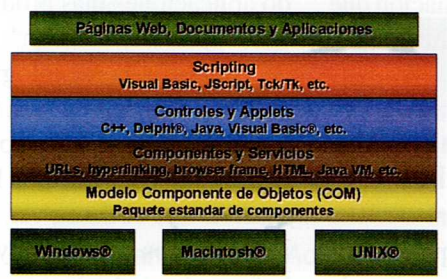 Páginas Web, Documentos y Aplicaciones
Scripting
Visual Basic, JScript, Tck/Tk, etc.
Controles y Applets
C++, Delphi®, Java, Visual Basic®, etc.
Componentes y Servicios
URLs, hyperlinking, browser frame, HTML, Java VM, etc.
Modelo Componente de Objetos (COM)
Paquete estandar de componentes
Windows® Macintosh® UNIX®